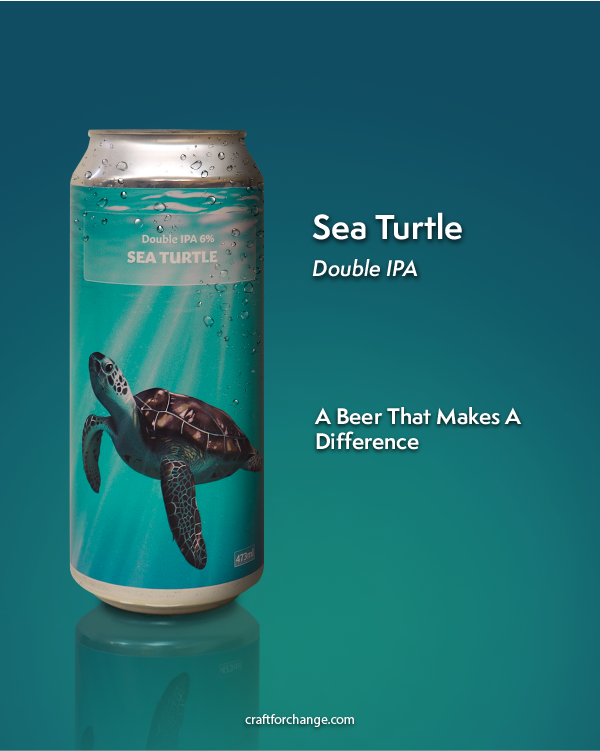 Double IPA 6%
SEA TURTLE
Sea Turtle
Double IPA
A Beer That Makes A
Difference
473ml
craftforchange.com